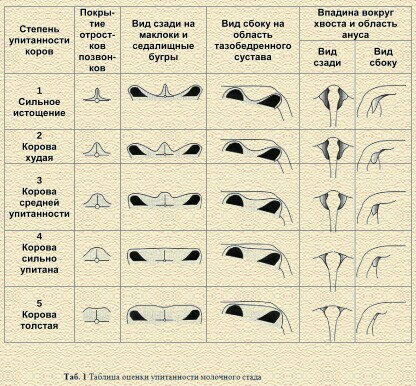 Степень
упитанности
коров
Покры-
тие
отрост-
ков
позвон-
ков
Вид сзади на
маклоки и
седалищные
бугры
Вид сбоку на
область
тазобедренного
сустава
Впадина вокруг
хвоста и область
ануса
Вид
сзади
Вид
сбоку
1
Сильное
истощение
2
Корова
худая
3
Корова
средней
упитанности
4
Корова
сильно
упитана
5
Корова
толстая
Таб. 1 Таблица оценки упитанности молочного стада